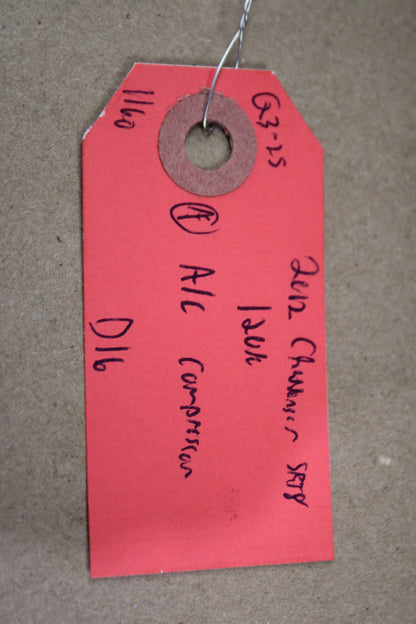 G3-25
2012 Challenger SRT8
120k
Ⓐ A/C Compressor
1160
D16